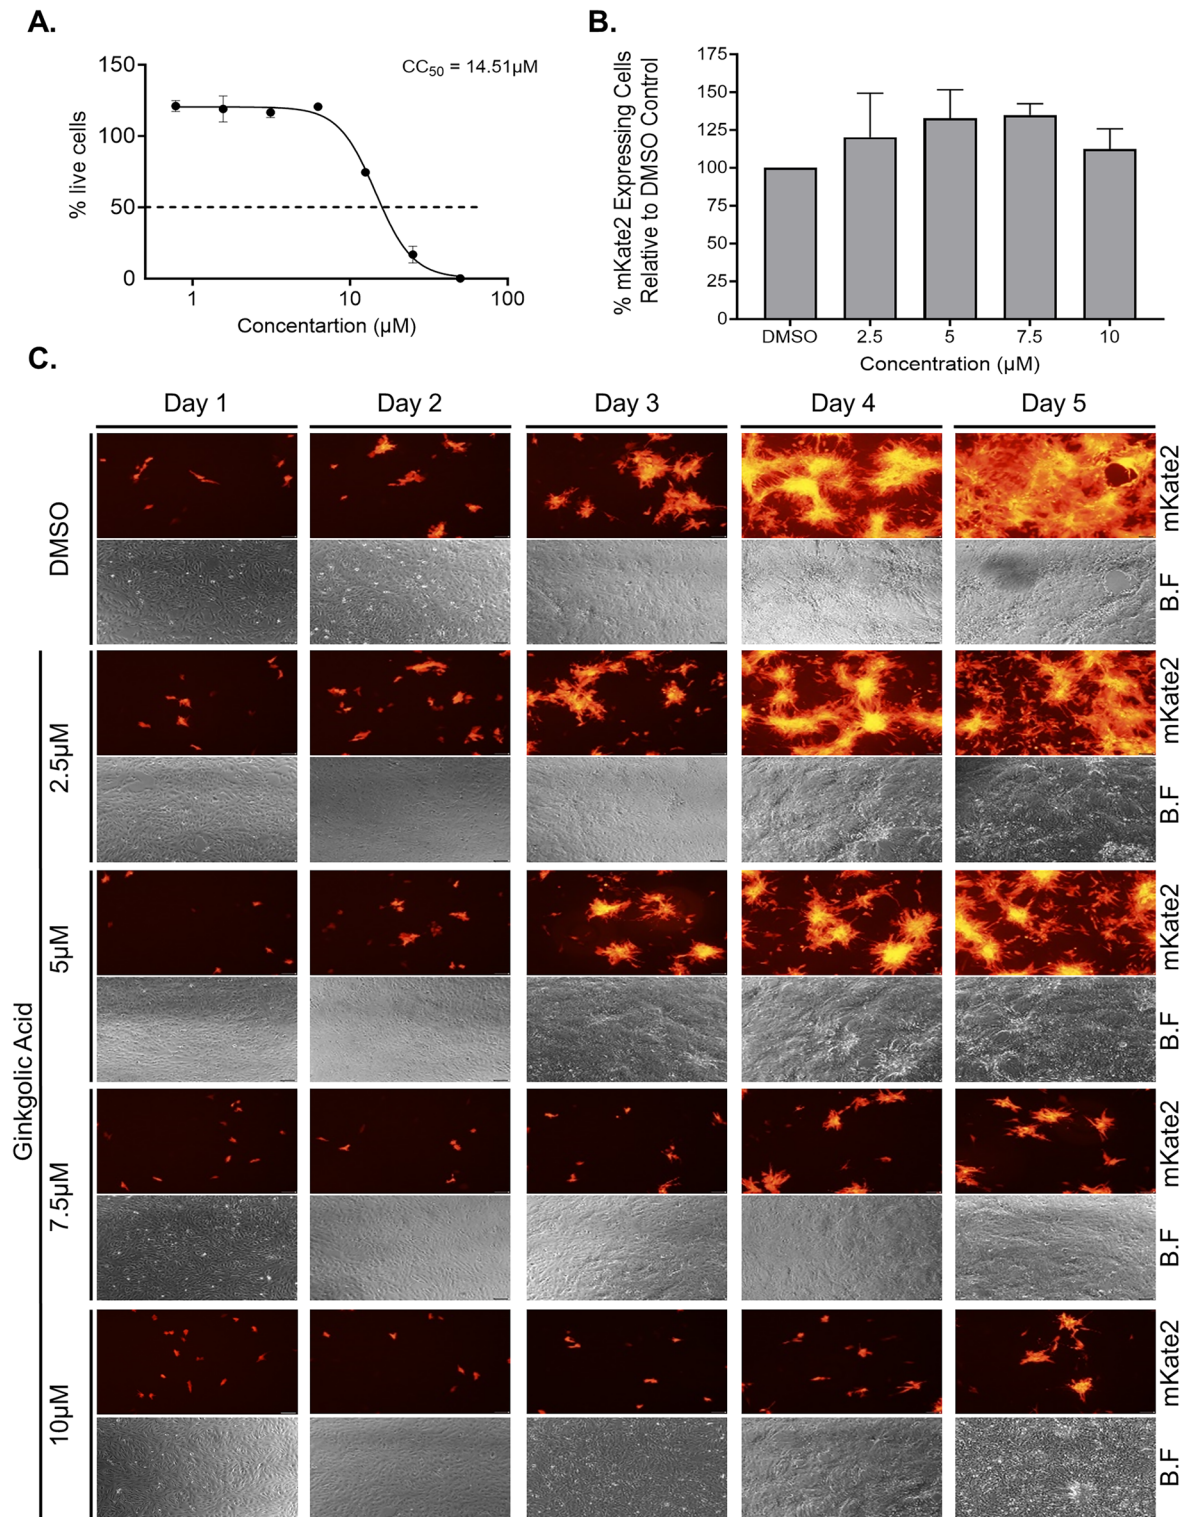 A.
CC50 = 14.51µM
% live cells
150
100
50
0
1
10
100
Concentartion (µM)
B.
% mKate2 Expressing Cells
Relative to DMSO Control
175
150
125
100
75
50
25
0
DMSO
2.5
5
7.5
10
Concentration (µM)
C.
Day 1
Day 2
Day 3
Day 4
Day 5
DMSO
mKate2
B.F
Ginkgolic Acid
2.5µM
mKate2
B.F
5µM
mKate2
B.F
7.5µM
mKate2
B.F
10µM
mKate2
B.F